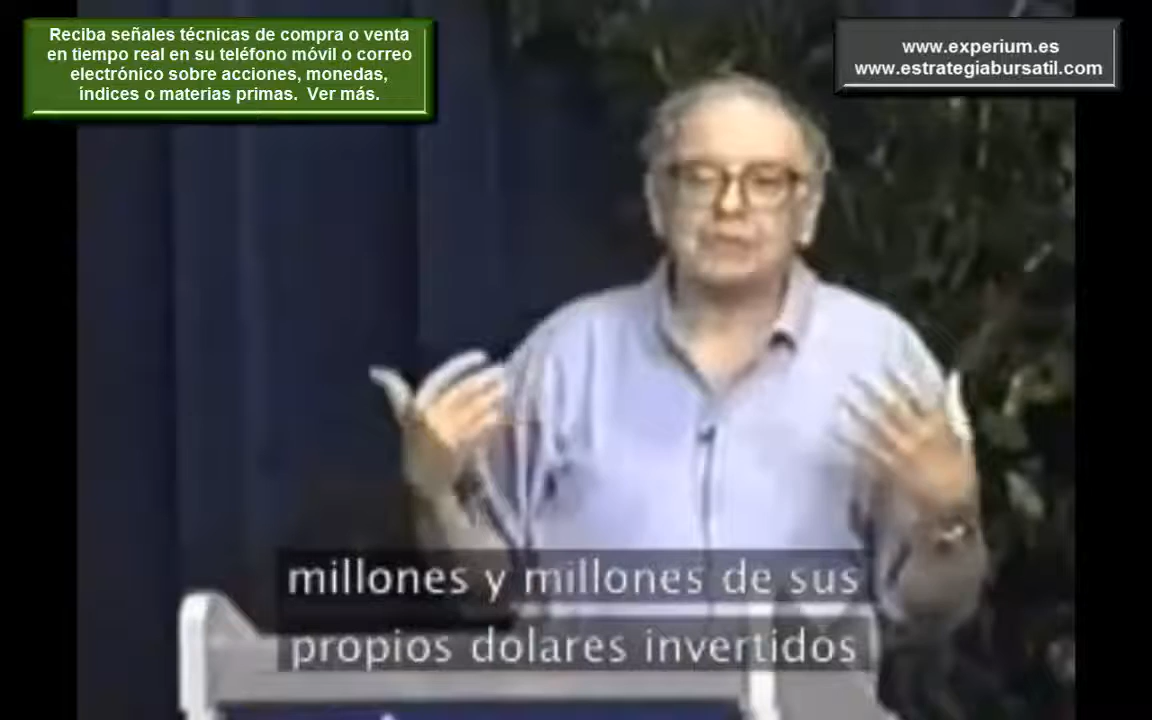 Reciba señales técnicas de compra o venta
en tiempo real en su teléfono móvil o correo
electrónico sobre acciones, monedas,
índices o materias primas.  Ver más.
www.experium.es
www.estrategiabursatil.com
millones y millones de sus
propios dolares invertidos